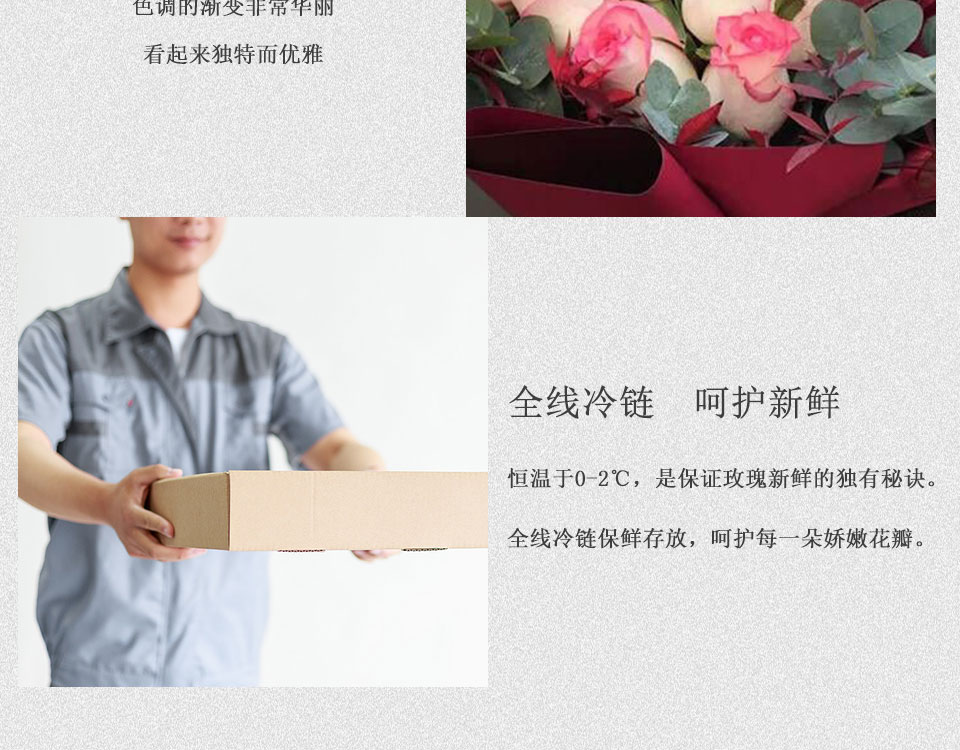 色调的渐变非常华丽
看起来独特而优雅
全线冷链 呵护新鲜
恒温于0-2℃，是保证玫瑰新鲜的独有秘诀。
全线冷链保鲜存放，呵护每一朵娇嫩花瓣。